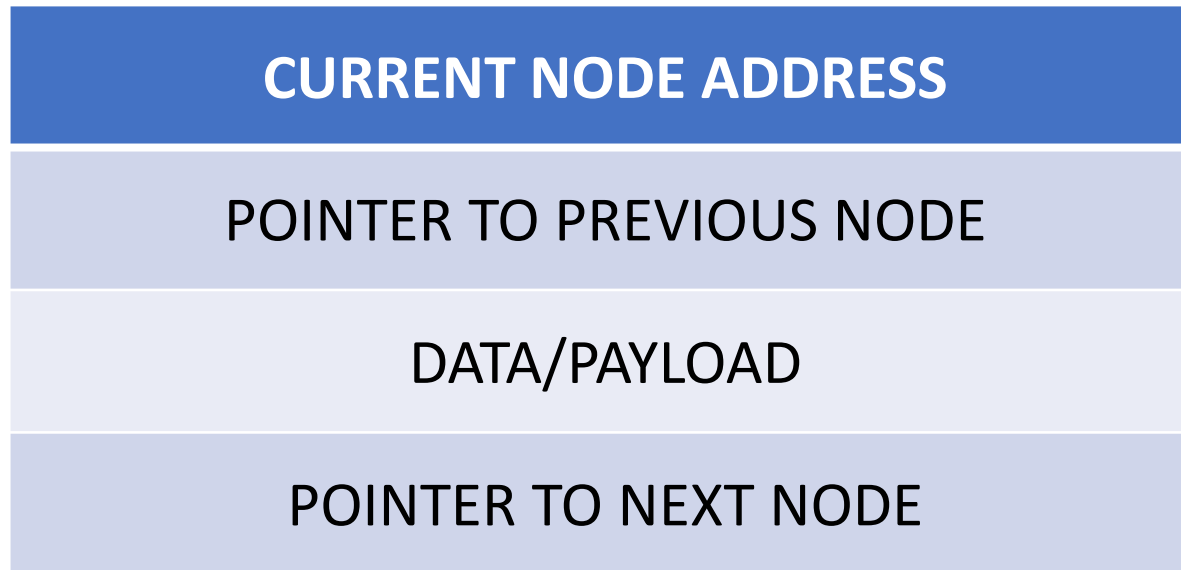 CURRENT NODE ADDRESS
POINTER TO PREVIOUS NODE
DATA/PAYLOAD
POINTER TO NEXT NODE